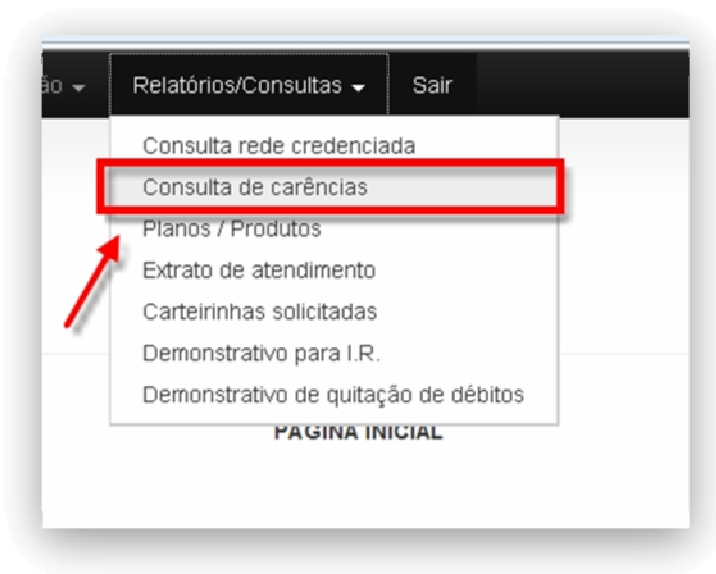 ão Relatórios/Consultas Sair
Consulta rede credenciada
Consulta de carências
Planos / Produtos
Extrato de atendimento
Carteirinhas solicitadas
Demonstrativo para I.R.
Demonstrativo de quitação de débitos
PÁGINA INICIAL